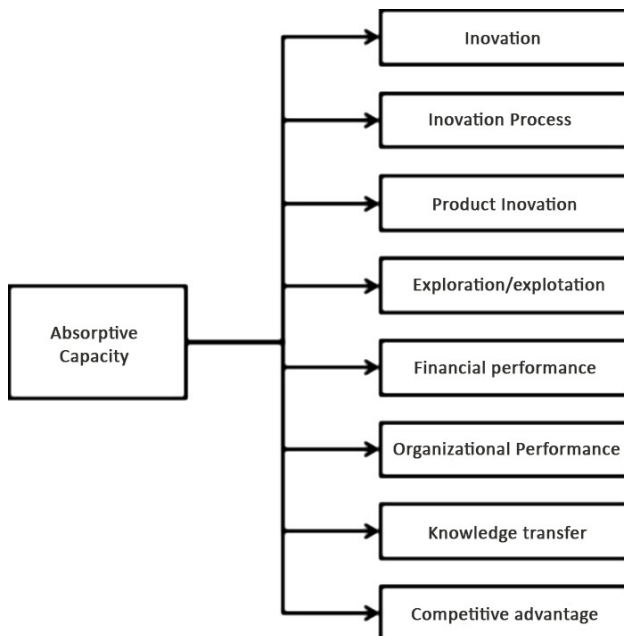 Inovation
Inovation Process
Product Inovation
Exploration/explotation
Absorptive
Capacity
Financial performance
Organizational Performance
Knowledge transfer
Competitive advantage